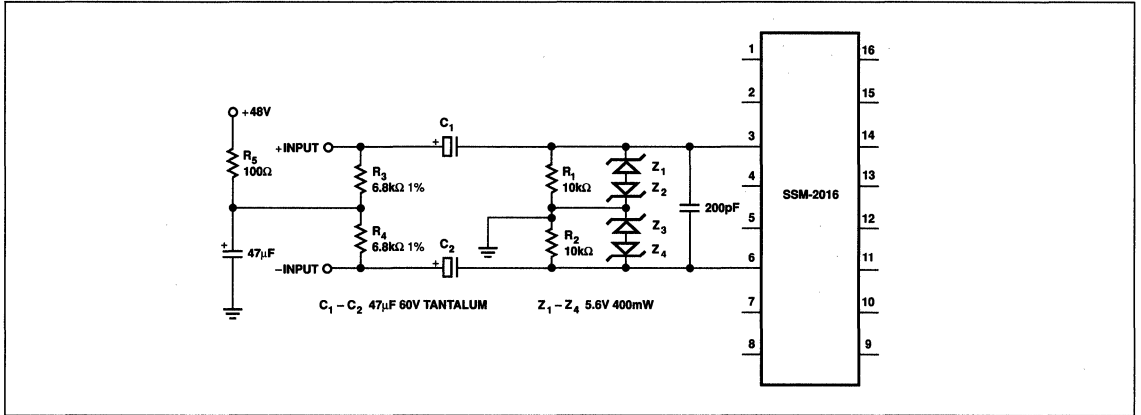 +48V
R5
100Ω
47µF
+INPUT
R3
6.8kΩ 1%
R4
6.8kΩ 1%
–INPUT
C1
C2
R1
10kΩ
R2
10kΩ
Z1
Z2
Z3
Z4
200pF
C1 – C2 47µF 60V TANTALUM
Z1 – Z4 5.6V 400mW
1
2
3
4
5
6
7
8
SSM-2016
16
15
14
13
12
11
10
9
+
+
+